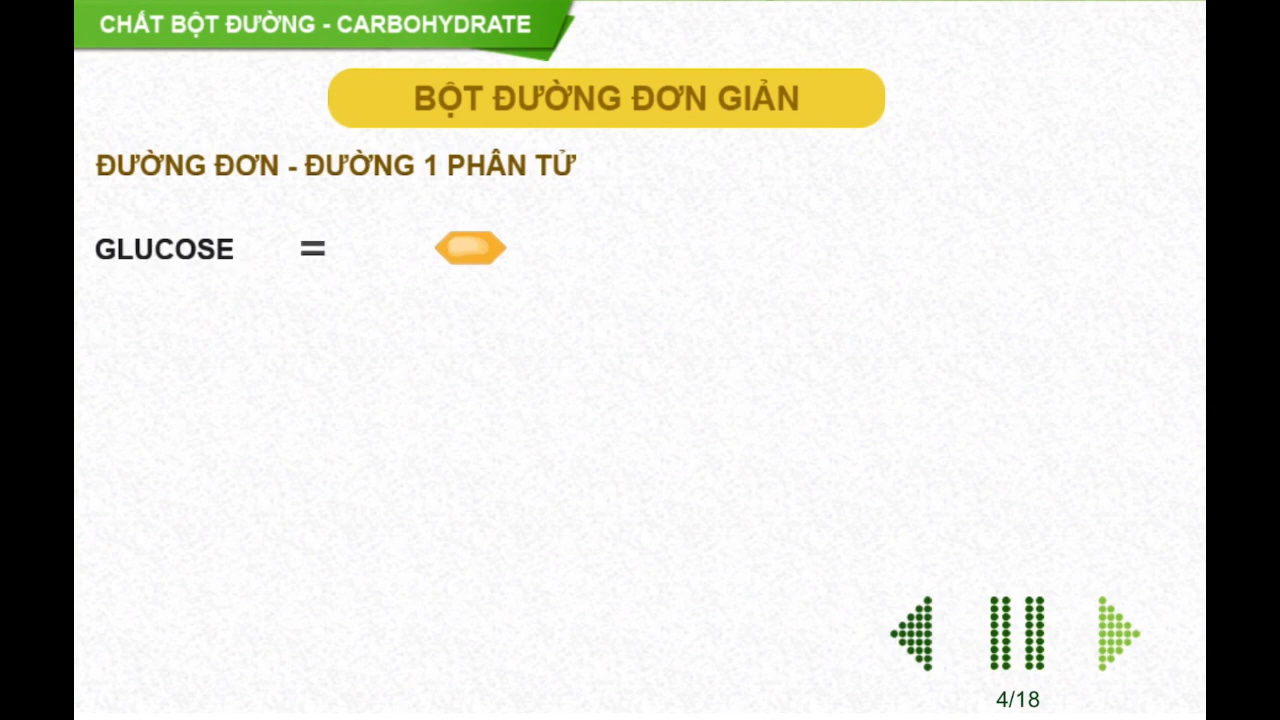 CHẤT BỘT ĐƯỜNG - CARBOHYDRATE
BỘT ĐƯỜNG ĐƠN GIẢN
ĐƯỜNG ĐƠN - ĐƯỜNG 1 PHÂN TỬ
GLUCOSE =
4/18